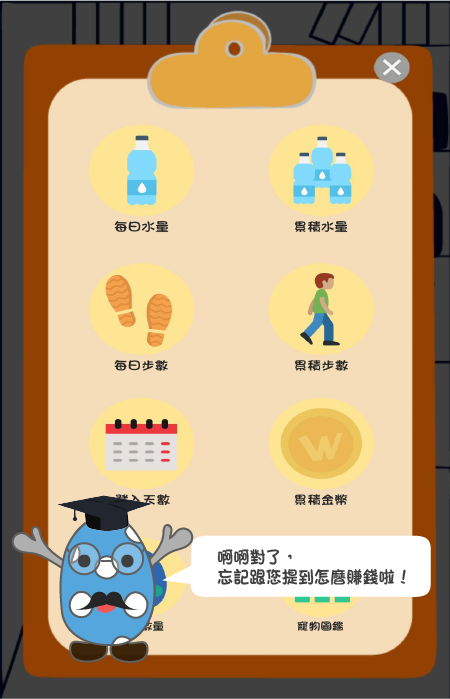 每日水量
累積水量
每日步數
累積步數
登入天數
累積金幣
W
啊啊對了，
忘記跟您提到怎麼賺錢啦！
數量
寵物圖鑑